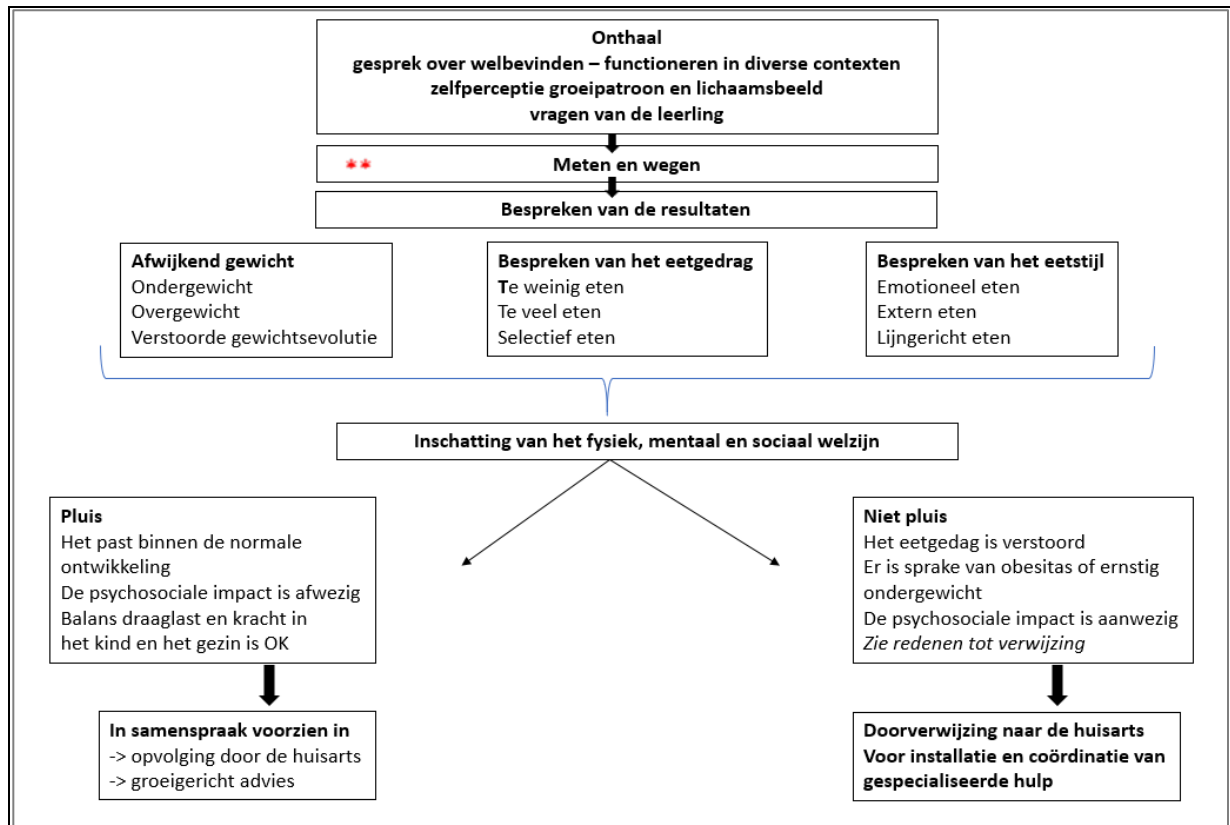 Onthaal
gesprek over welbevinden – functioneren in diverse contexten
zelfperceptie groeipatroon en lichaamsbeeld
vragen van de leerling
** Meten en wegen
Bespreken van de resultaten
Afwijkend gewicht
Ondergewicht
Overgewicht
Verstoorde gewichtsevolutie
Bespreken van het eetgedrag
Te weinig eten
Te veel eten
Selectief eten
Bespreken van het eetstijl
Emotioneel eten
Extern eten
Lijngericht eten
Inschatting van het fysiek, mentaal en sociaal welzijn
Pluis
Het past binnen de normale
ontwikkeling
De psychosociale impact is afwezig
Balans draaglast en kracht in
het kind en het gezin is OK
Niet pluis
Het eetgedag is verstoord
Er is sprake van obesitas of ernstig
ondergewicht
De psychosociale impact is aanwezig
Zie redenen tot verwijzing
In samenspraak voorzien in
-> opvolging door de huisarts
-> groeigericht advies
Doorverwijzing naar de huisarts
Voor installatie en coördinatie van
gespecialiseerde hulp